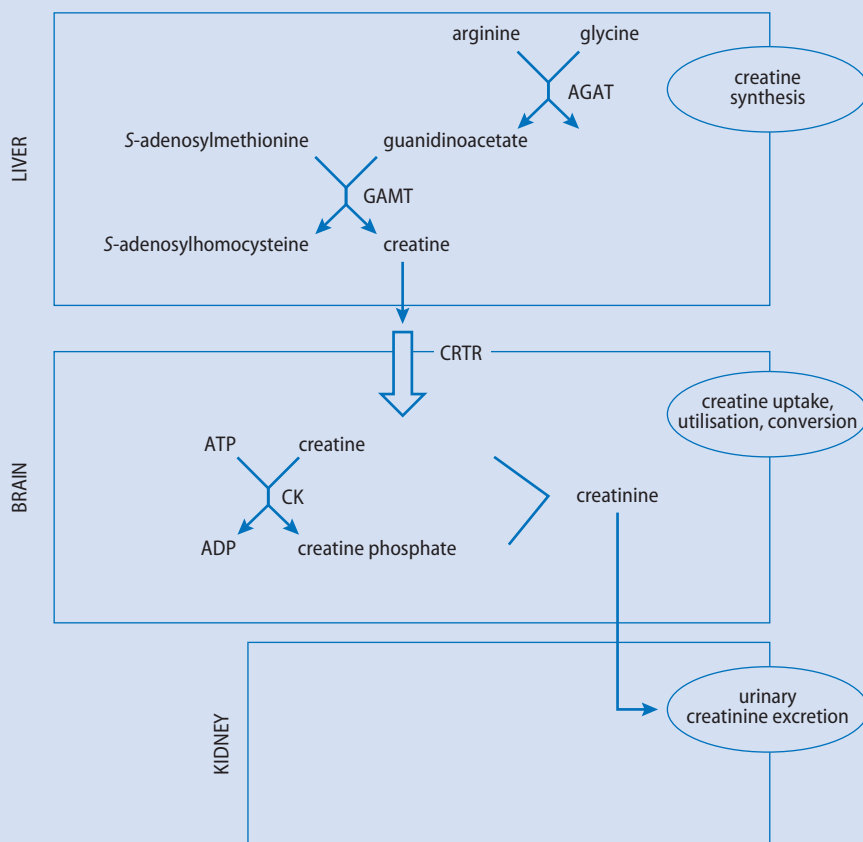 LIVER
arginine
glycine
AGAT
creatine
synthesis
S-adenosylmethionine
guanidinoacetate
GAMT
S-adenosylhomocysteine
creatine
CRTR
BRAIN
creatine uptake,
utilisation, conversion
ATP
creatine
CK
creatinine
ADP
creatine phosphate
KIDNEY
urinary
creatinine excretion